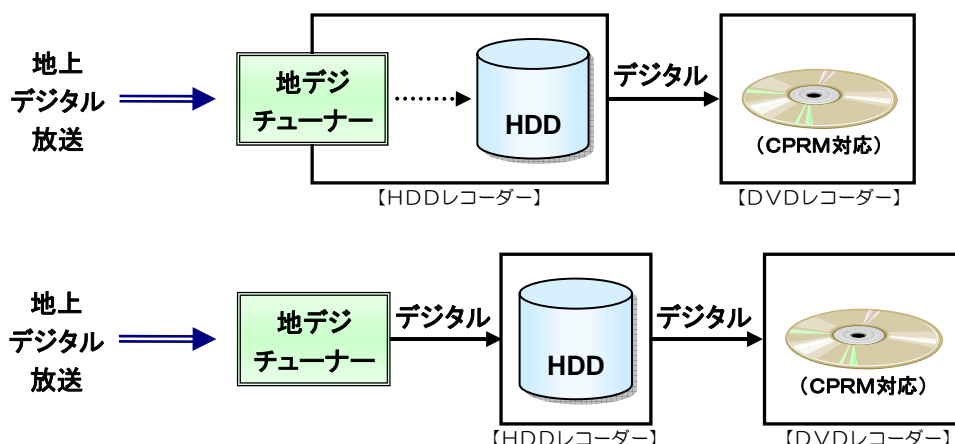 地上
デジタル
放送
地デジ
チューナー
HDD
デジタル
(CPRM対応)
【HDDレコーダー】
【DVDレコーダー】
地上
デジタル
放送
地デジ
チューナー
デジタル
HDD
デジタル
(CPRM対応)
【HDDレコーダー】
【DVDレコーダー】